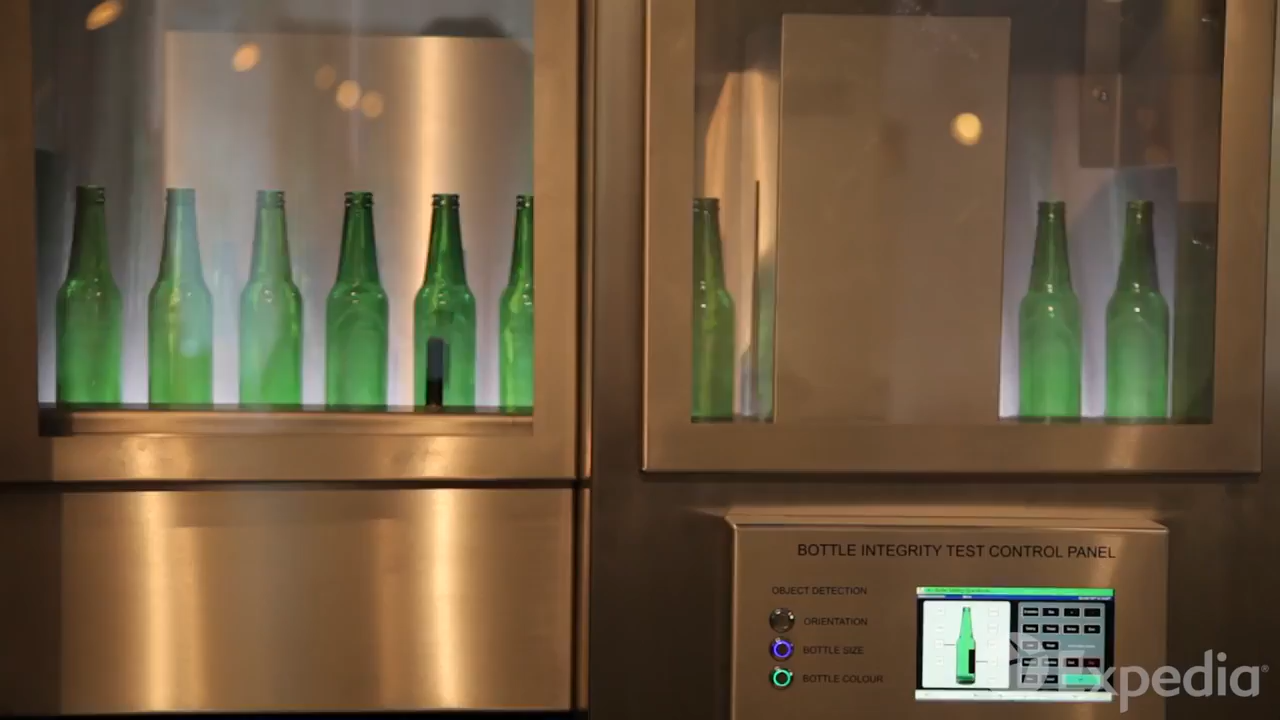 BOTTLE INTEGRITY TEST CONTROL PANEL
OBJECT DETECTION
ORIENTATION
BOTTLE SIZE
BOTTLE COLOUR
Expedia®